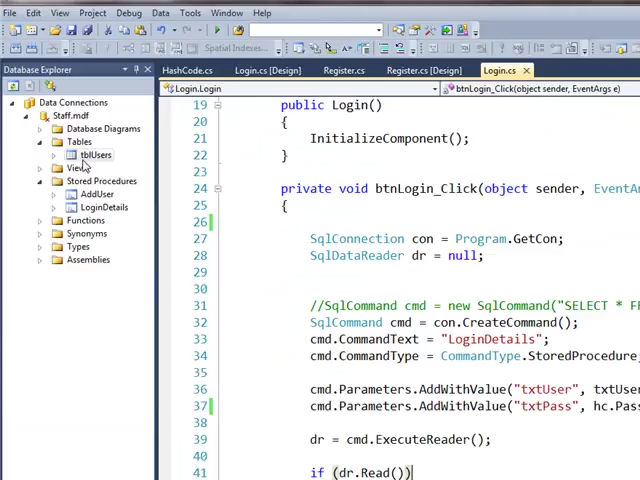 File Edit View Debug Data Tools Window Help
Spatial Indexes...
Database Explorer
HashCode.cs Login.cs [Design] Register.cs Register.cs [Design] Login.cs
Login.Login btnLogin_Click(object sender, EventArgs e)
Data Connections
Staff.mdf
Database Diagrams
Tables
tblUsers
Views
Stored Procedures
AddUser
LoginDetails
Functions
Synonyms
Types
Assemblies
19 public Login()
20 {
21 InitializeComponent();
22 }
23
24 private void btnLogin_Click(object sender, EventAr
25 {
26
27 SqlConnection con = Program.GetCon;
28 SqlDataReader dr = null;
29
30
31 //SqlCommand cmd = new SqlCommand("SELECT * FR
32 SqlCommand cmd = con.CreateCommand();
33 cmd.CommandText = "LoginDetails";
34 cmd.CommandType = CommandType.StoredProcedure;
35
36 cmd.Parameters.AddWithValue("txtUser", txtUse
37 cmd.Parameters.AddWithValue("txtPass", hc.Pass
38
39 dr = cmd.ExecuteReader();
40
41 if (dr.Read())